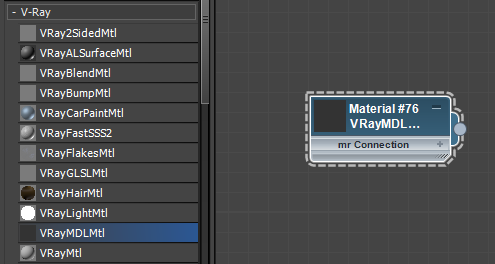 - V-Ray
VRay2SidedMtl
VRayALSurfaceMtl
VRayBlendMtl
VRayBumpMtl
VRayCarPaintMtl
VRayFastSSS2
VRayFlakesMtl
VRayGLSLMtl
VRayHairMtl
VRayLightMtl
VRayMDLMtl
VRayMtl
Material #76
VRayMDL...
mr Connection